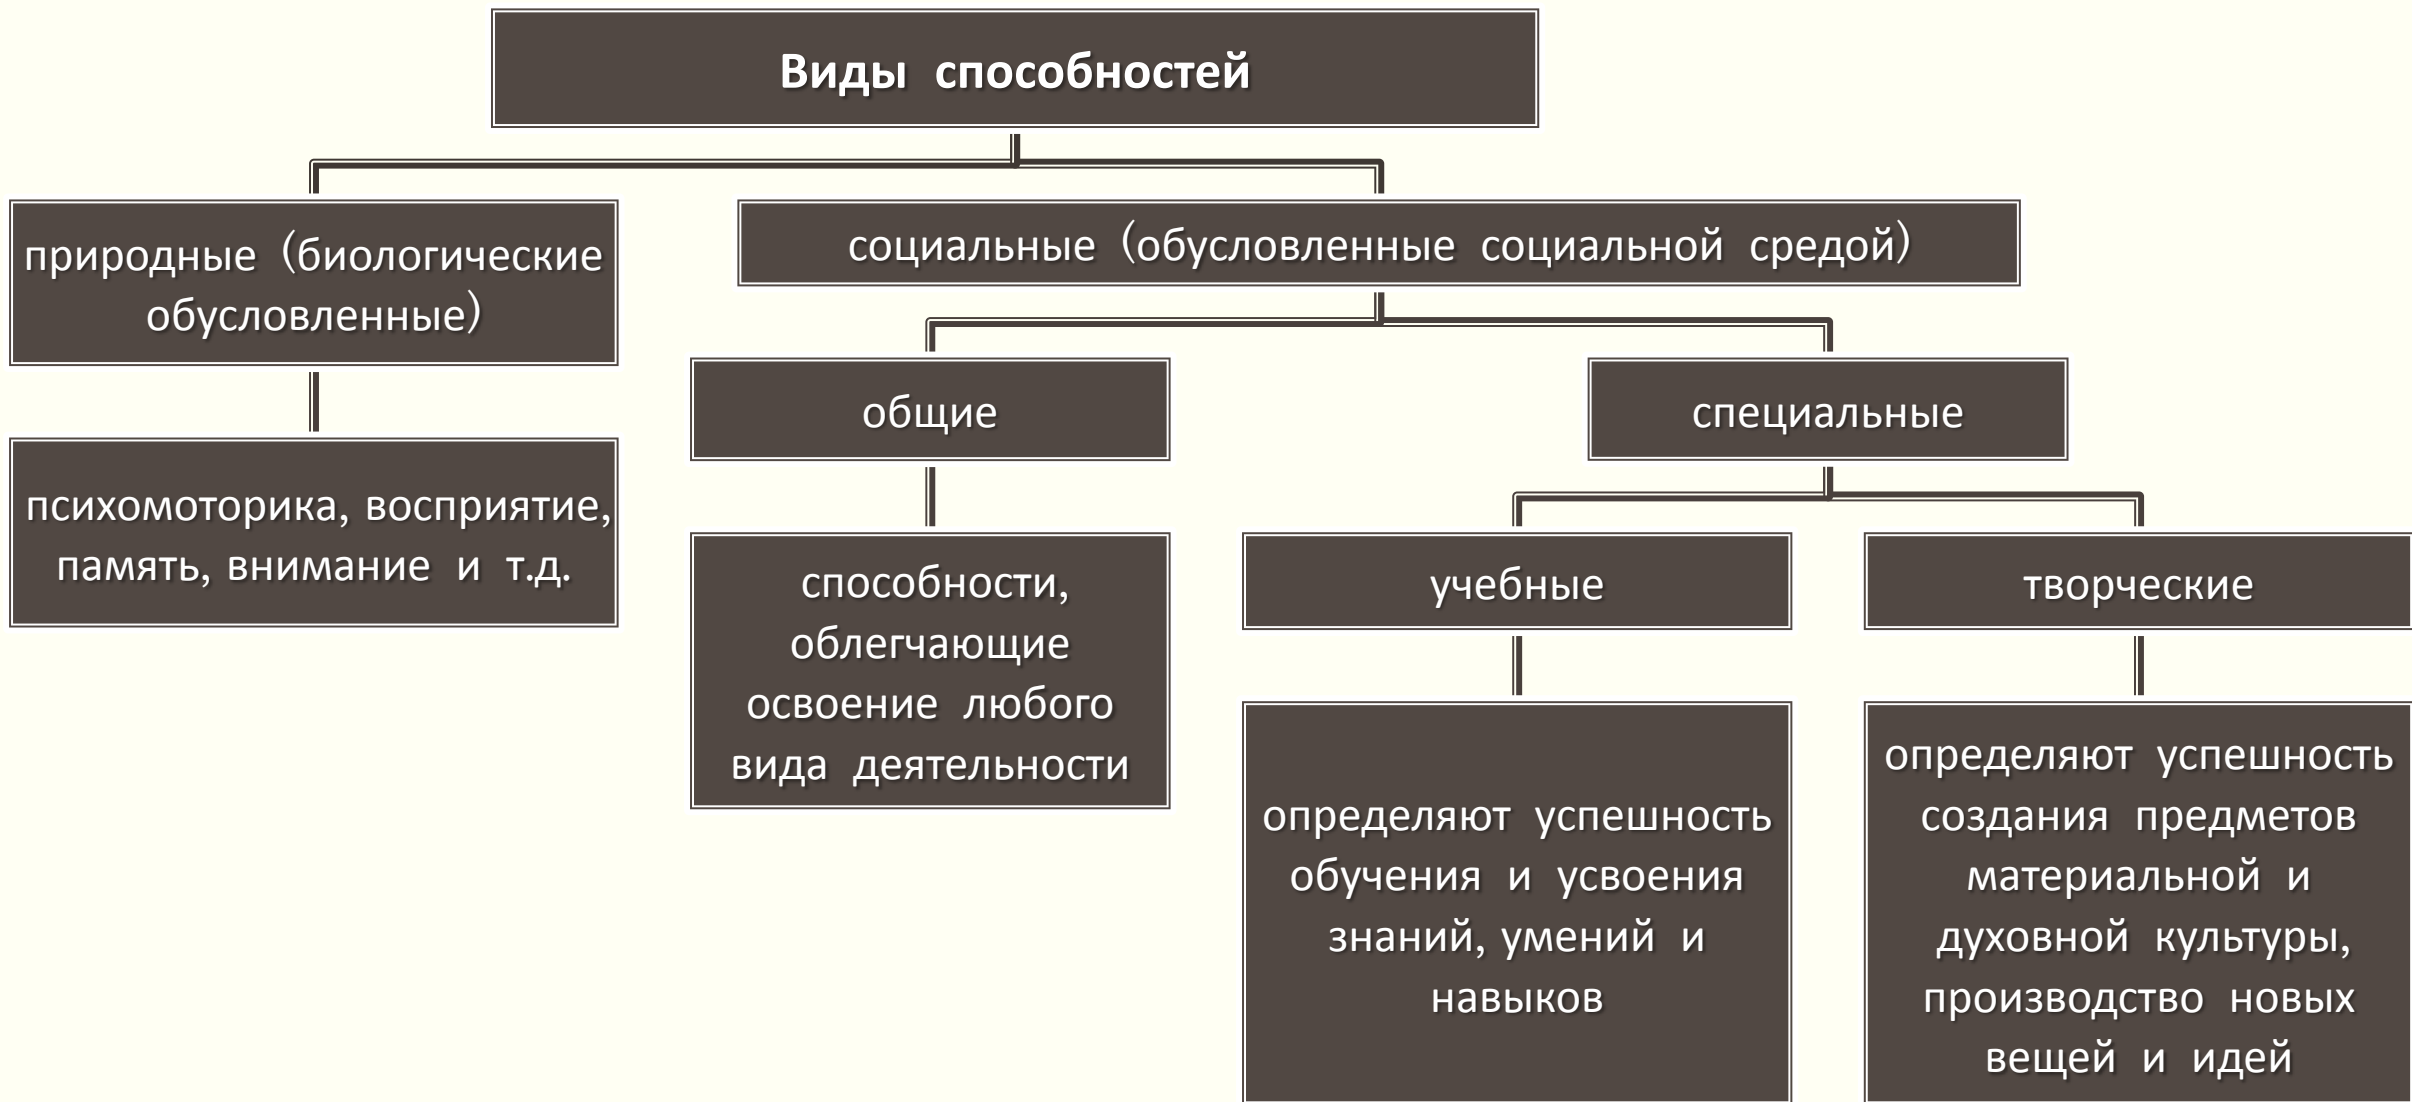 Виды способностей
природные (биологические
обусловленные)
социальные (обусловленные социальной средой)
общие
специальные
психомоторика, восприятие,
память, внимание и т.д.
способности,
облегчающие
освоение любого
вида деятельности
учебные
творческие
определяют успешность
обучения и усвоения
знаний, умений и
навыков
определяют успешность
создания предметов
материальной и
духовной культуры,
производство новых
вещей и идей